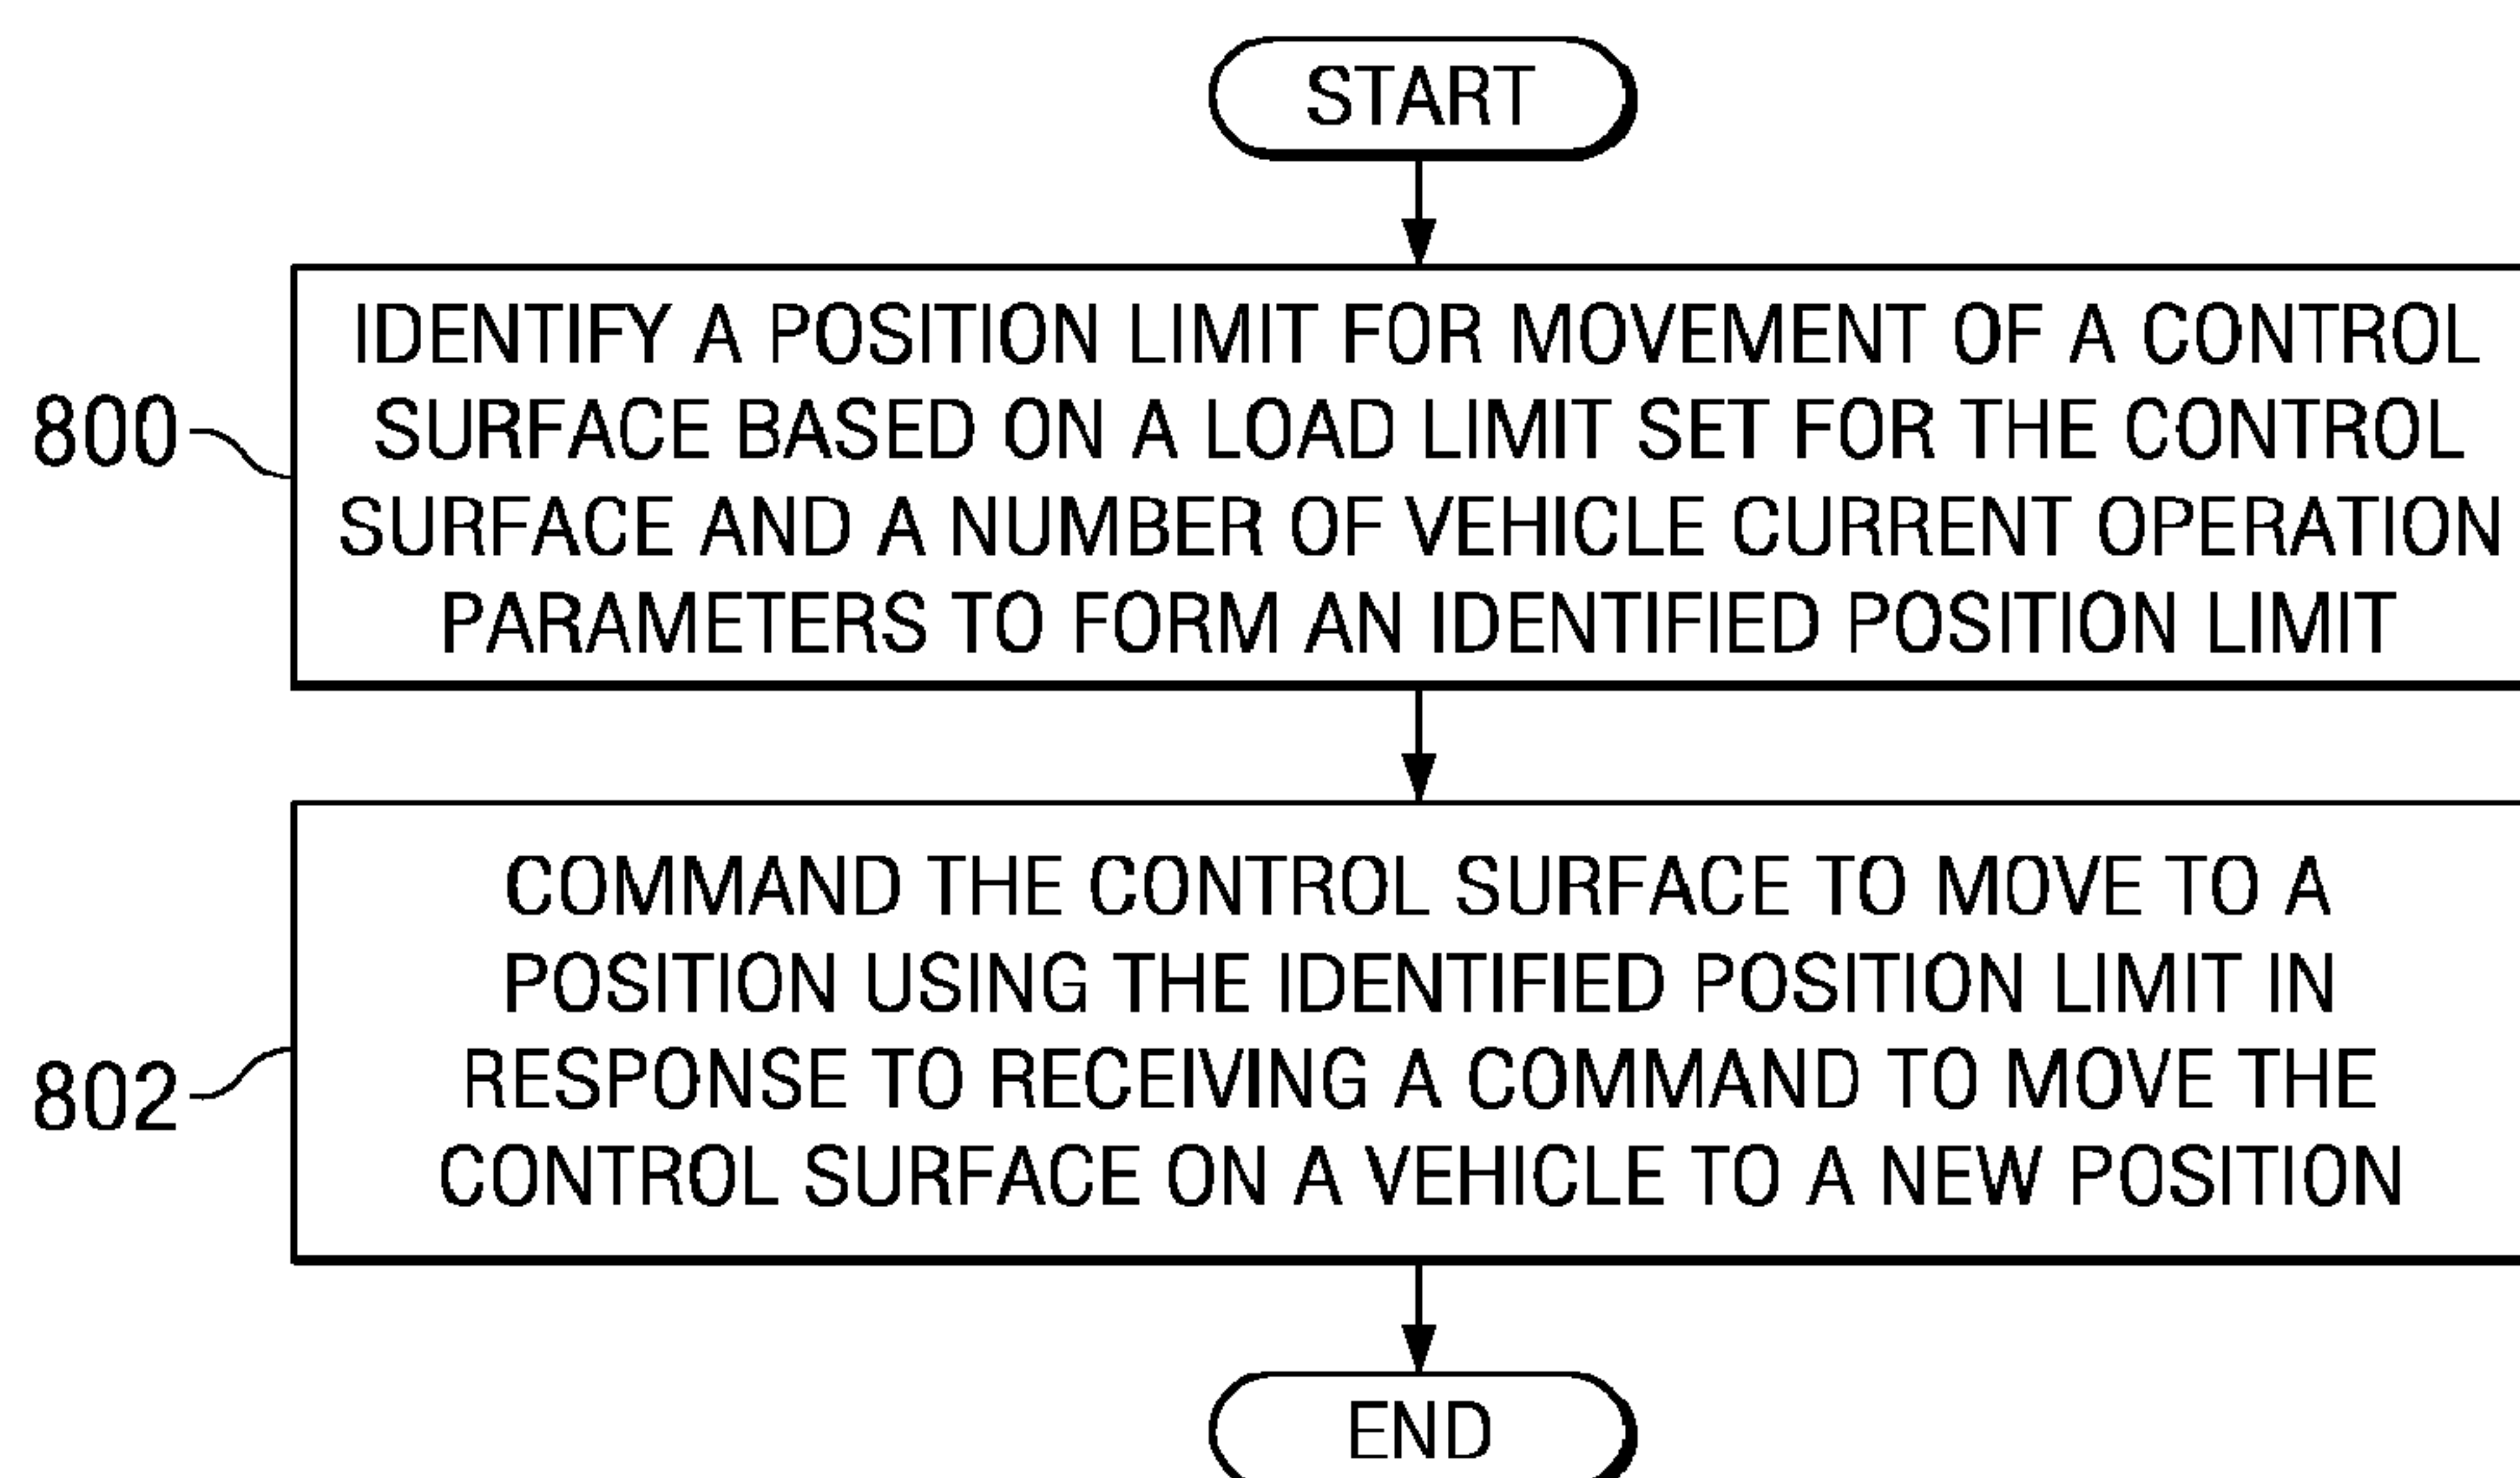 START
IDENTIFY A POSITION LIMIT FOR MOVEMENT OF A CONTROL
SURFACE BASED ON A LOAD LIMIT SET FOR THE CONTROL
800
SURFACE AND A NUMBER OF VEHICLE CURRENT OPERATION
PARAMETERS TO FORM AN IDENTIFIED POSITION LIMIT
COMMAND THE CONTROL SURFACE TO MOVE TO A
POSITION USING THE IDENTIFIED POSITION LIMIT IN
802
RESPONSE TO RECEIVING A COMMAND TO MOVE THE
CONTROL SURFACE ON A VEHICLE TO A NEW POSITION
END